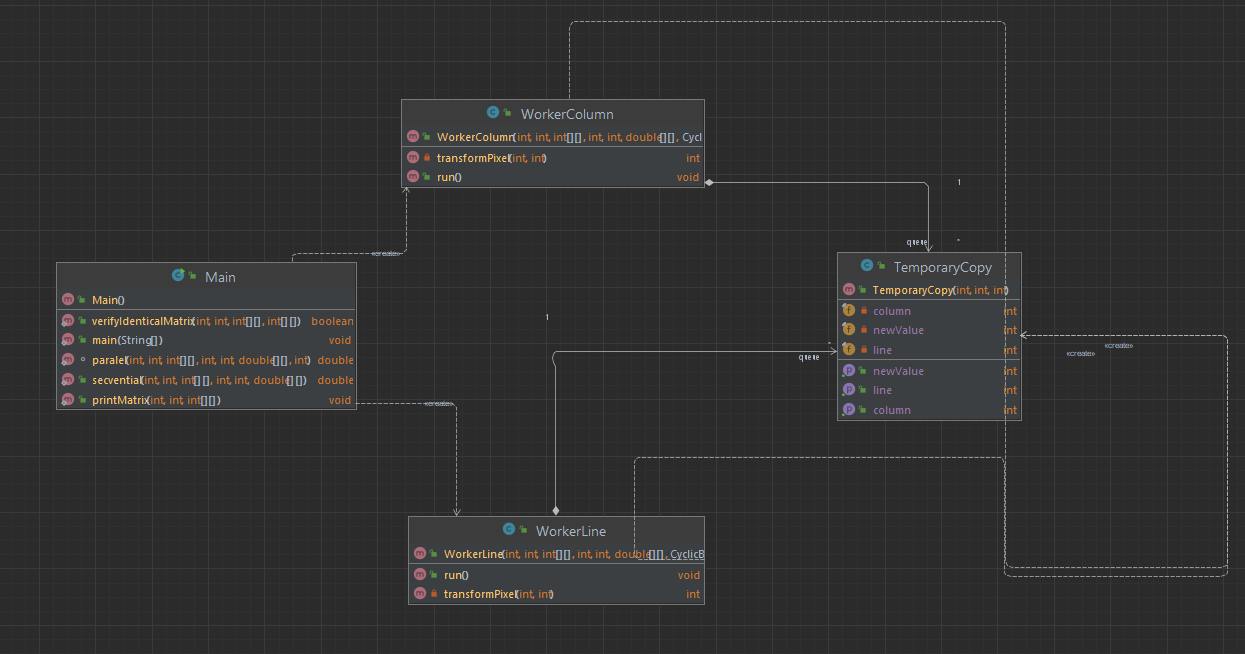 WorkerColumn
WorkerColumn(int, int, int[][], int, int, double[][], Cycl
transformPixel(int, int) int
run() void
1
queue *
«create»
Main
Main()
verifyIdenticalMatrix(int, int, int[][], int[][]) boolean
main(String[]) void
paralel(int, int, int[][], int, int, double[][], int) double
secvential(int, int, int[][], int, int, double[][]) double
printMatrix(int, int, int[][]) void
TemporaryCopy
TemporaryCopy(int, int, int)
column int
newValue int
line int
newValue int
line int
column int
1
*
queue
«create»
«create»
«create»
WorkerLine
WorkerLine(int, int, int[][], int, int, double[][], CyclicB
run() void
transformPixel(int, int) int